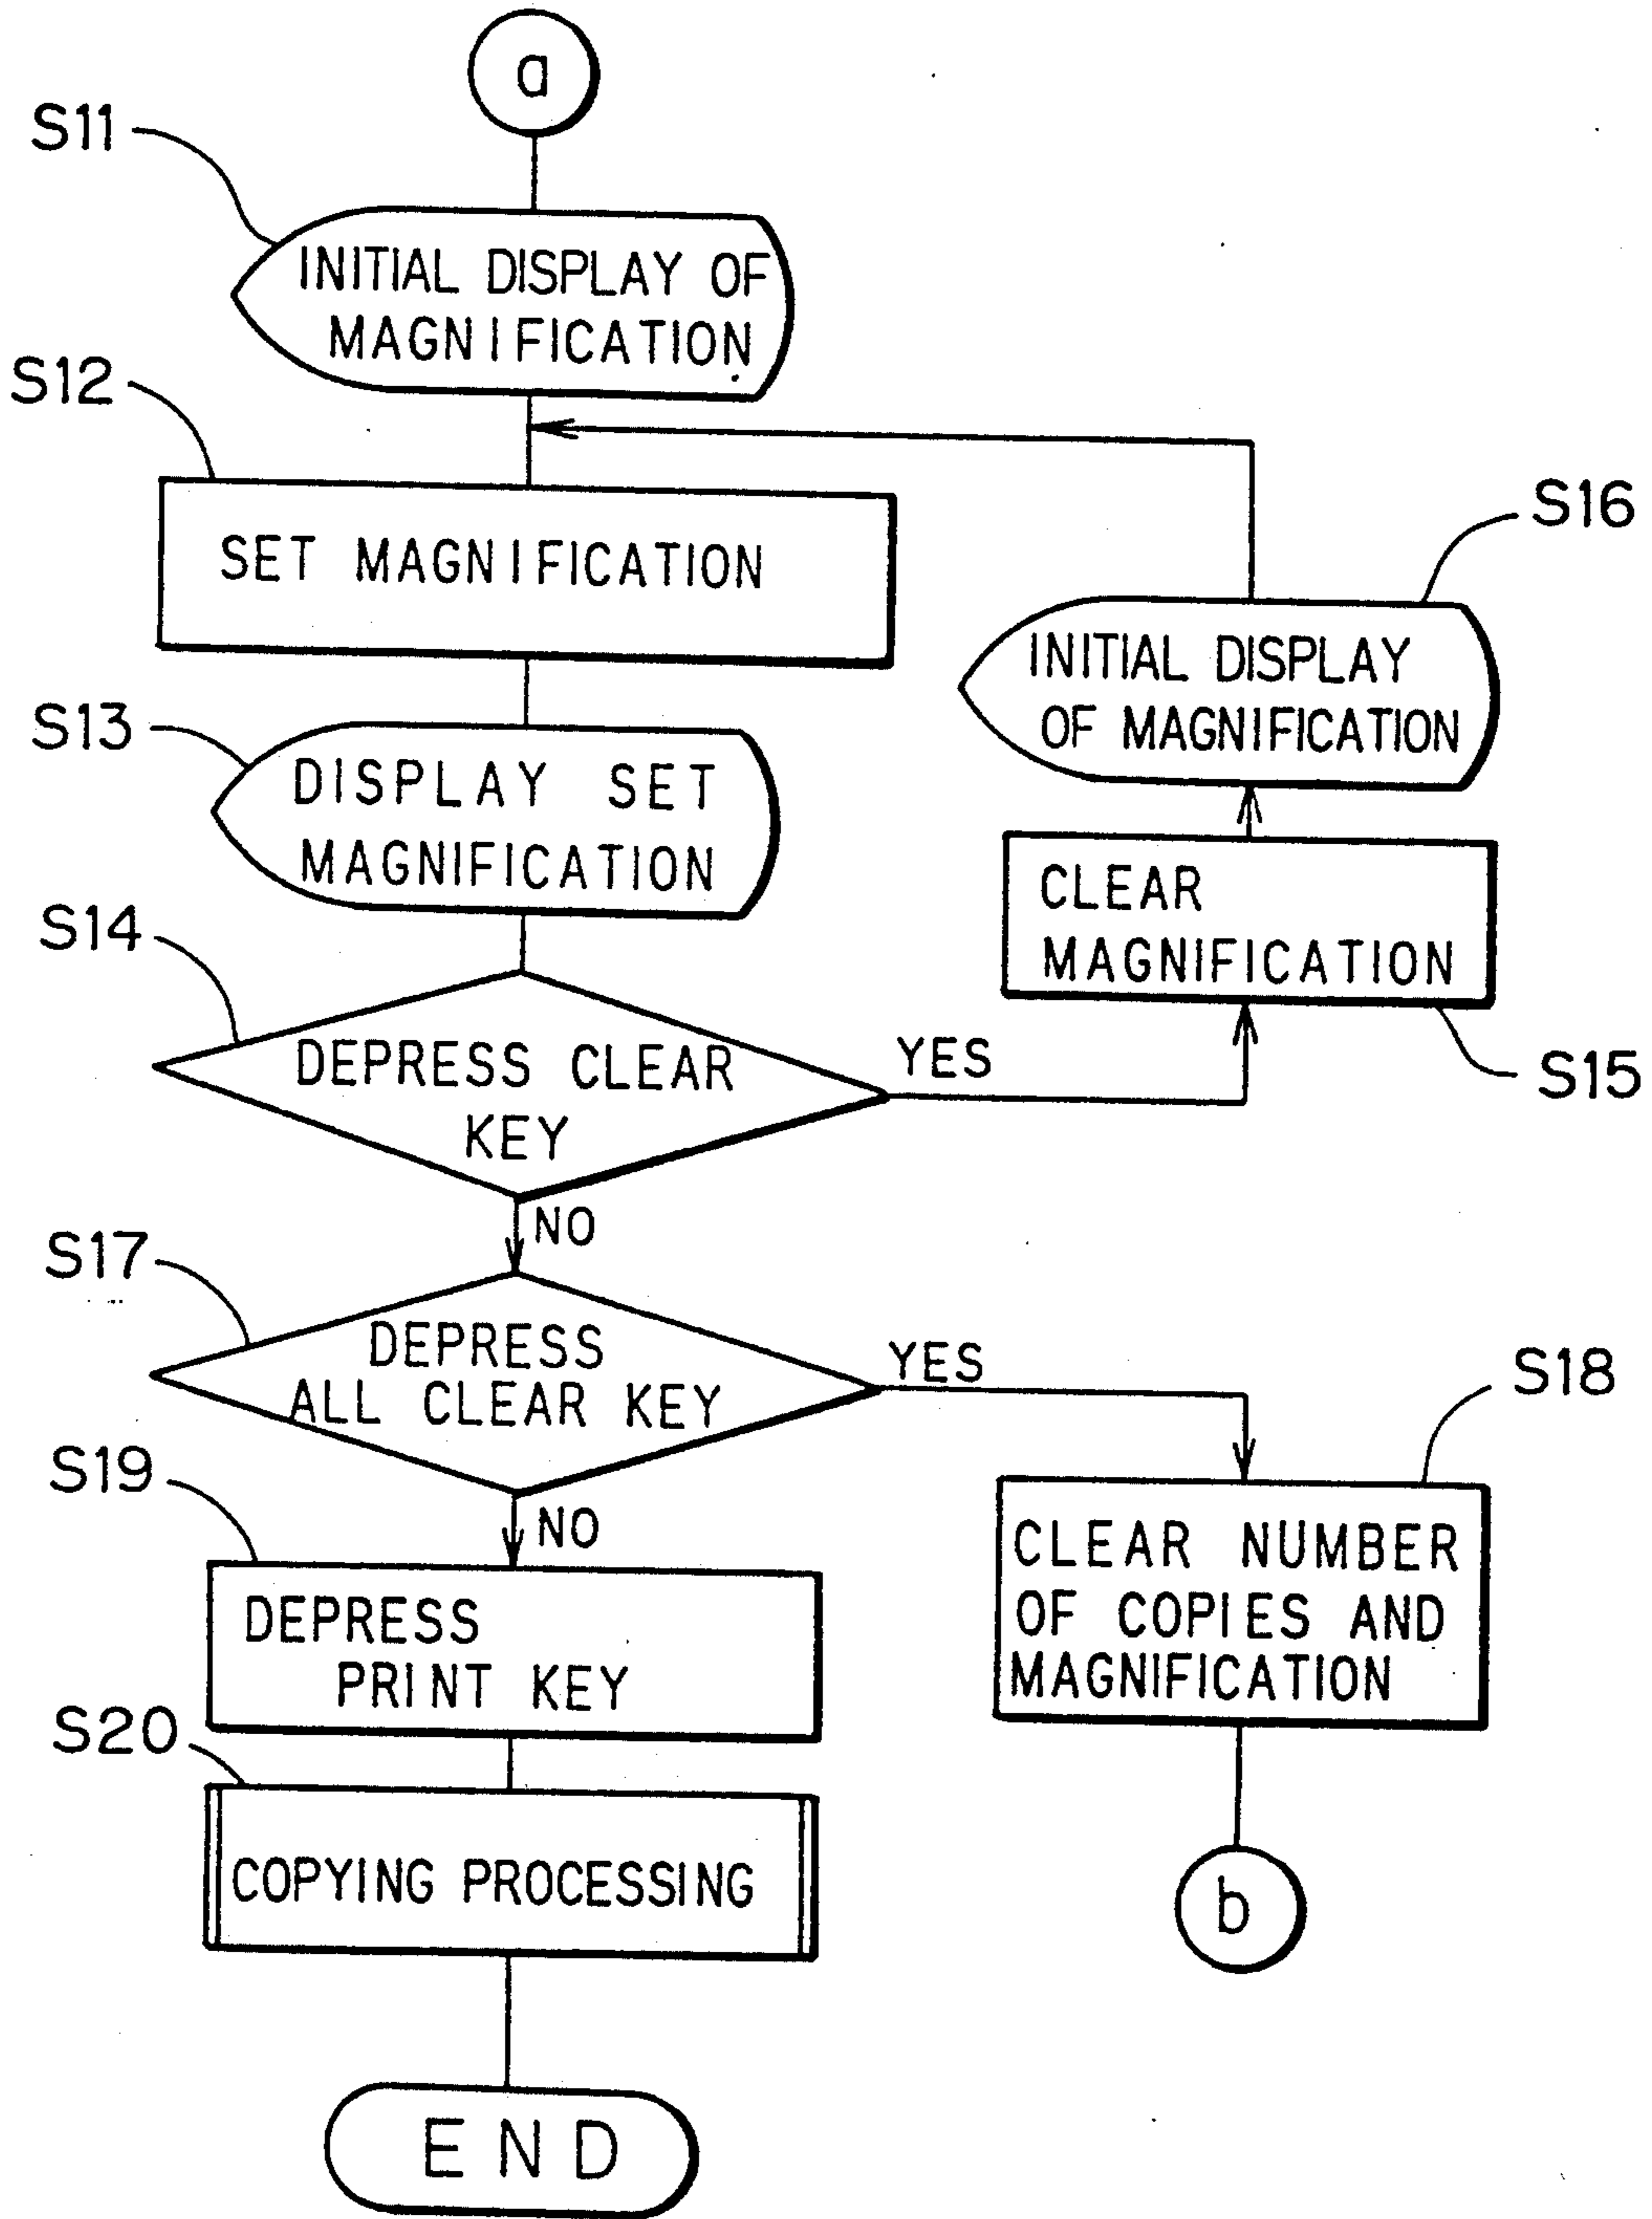 a
S11
INITIAL DISPLAY OF
MAGNIFICATION
S12
SET MAGNIFICATION
S16
INITIAL DISPLAY
OF MAGNIFICATION
S13
DISPLAY SET
MAGNIFICATION
CLEAR
MAGNIFICATION
S15
S14
DEPRESS CLEAR
KEY
YES
NO
S17
DEPRESS
ALL CLEAR KEY
YES
S18
CLEAR NUMBER
OF COPIES AND
MAGNIFICATION
NO
S19
DEPRESS
PRINT KEY
S20
COPYING PROCESSING
b
END